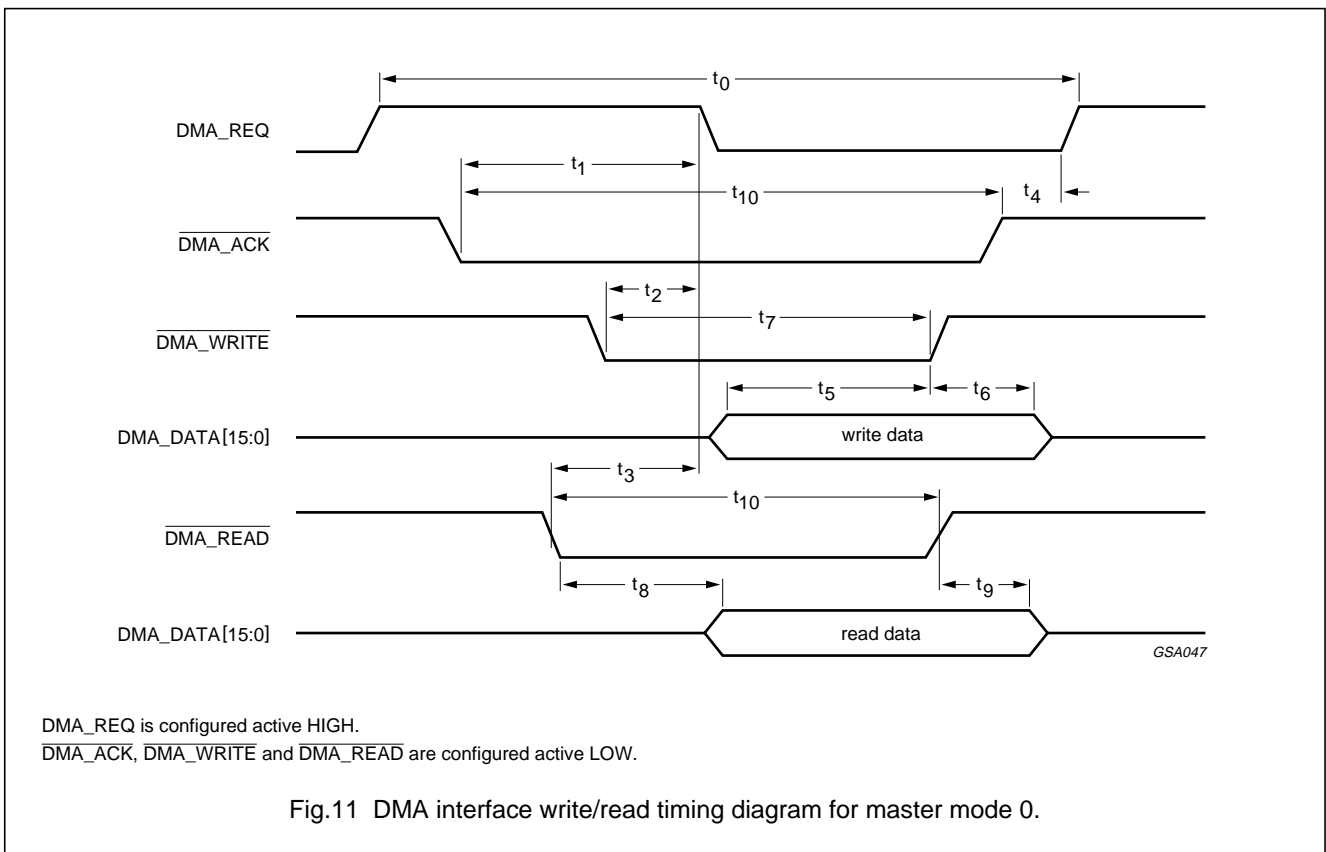 t0
DMA_REQ
t1
t10
t4
DMA_ACK
t2
t7
DMA_WRITE
t5
t6
DMA_DATA[15:0]
write data
t3
t10
DMA_READ
t8
t9
DMA_DATA[15:0]
read data
GSA047
DMA_REQ is configured active HIGH.
DMA_ACK, DMA_WRITE and DMA_READ are configured active LOW.
Fig.11 DMA interface write/read timing diagram for master mode 0.